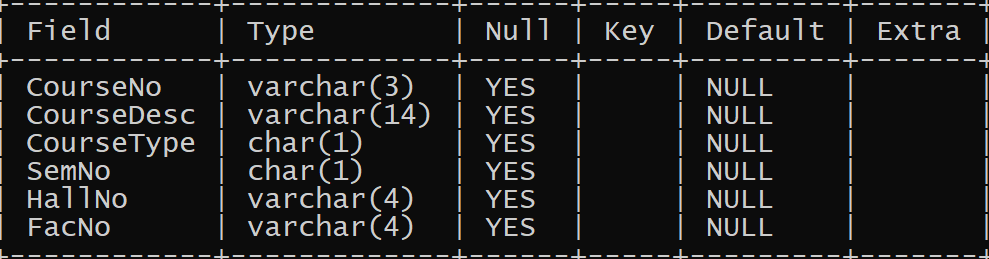 | Field | Type | Null | Key | Default | Extra |
| CourseNo | varchar(3) | YES | | NULL | |
| CourseDesc | varchar(14) | YES | | NULL | |
| CourseType | char(1) | YES | | NULL | |
| SemNo | char(1) | YES | | NULL | |
| HallNo | varchar(4) | YES | | NULL | |
| FacNo | varchar(4) | YES | | NULL | |